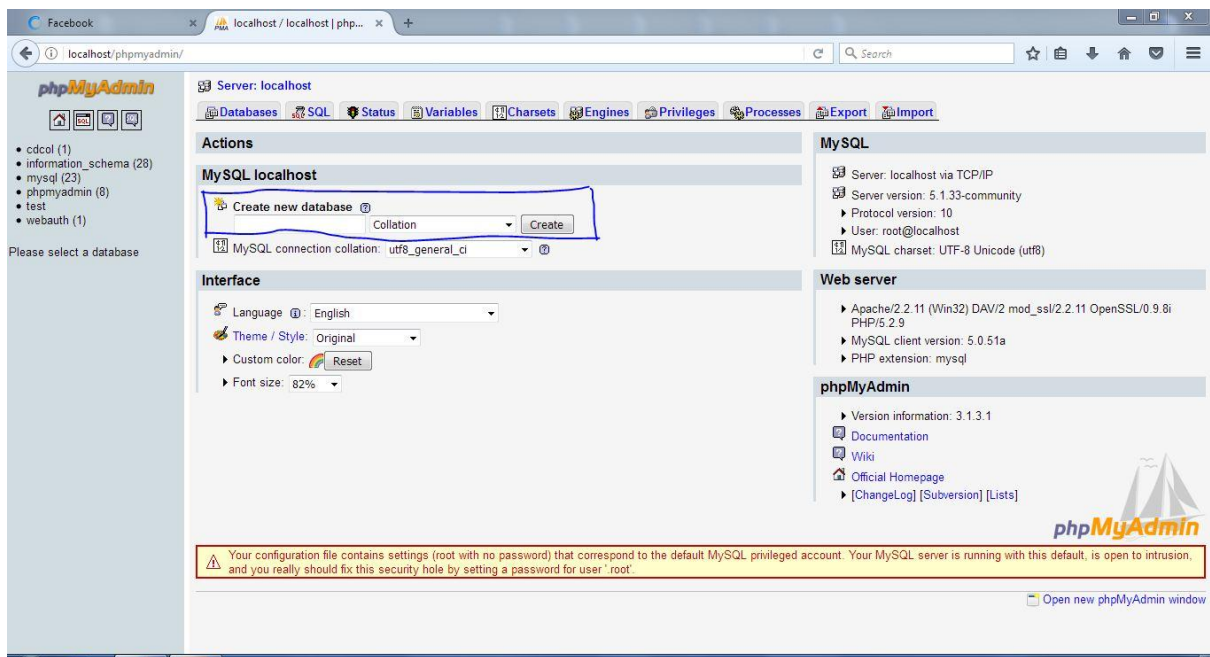 Facebook
localhost / localhost | php...
localhost/phpmyadmin/
Search
phpMyAdmin
cdcol (1)
information_schema (28)
mysql (23)
phpmyadmin (8)
test
webauth (1)
Please select a database
Server: localhost
Databases SQL Status Variables Charsets Engines Privileges Processes Export Import
Actions
MySQL localhost
Create new database
Collation Create
MySQL connection collation: utf8_general_ci
Interface
Language : English
Theme / Style: Original
Custom color: Reset
Font size: 82%
MySQL
Server: localhost via TCP/IP
Server version: 5.1.33-community
Protocol version: 10
User: root@localhost
MySQL charset: UTF-8 Unicode (utf8)
Web server
Apache/2.2.11 (Win32) DAV/2 mod_ssl/2.2.11 OpenSSL/0.9.8i
PHP/5.2.9
MySQL client version: 5.0.51a
PHP extension: mysql
phpMyAdmin
Version information: 3.1.3.1
Documentation
Wiki
Official Homepage
[ChangeLog] [Subversion] [Lists]
phpMyAdmin
Your configuration file contains settings (root with no password) that correspond to the default MySQL privileged account. Your MySQL server is running with this default, is open to intrusion,
and you really should fix this security hole by setting a password for user '.root'.
Open new phpMyAdmin window